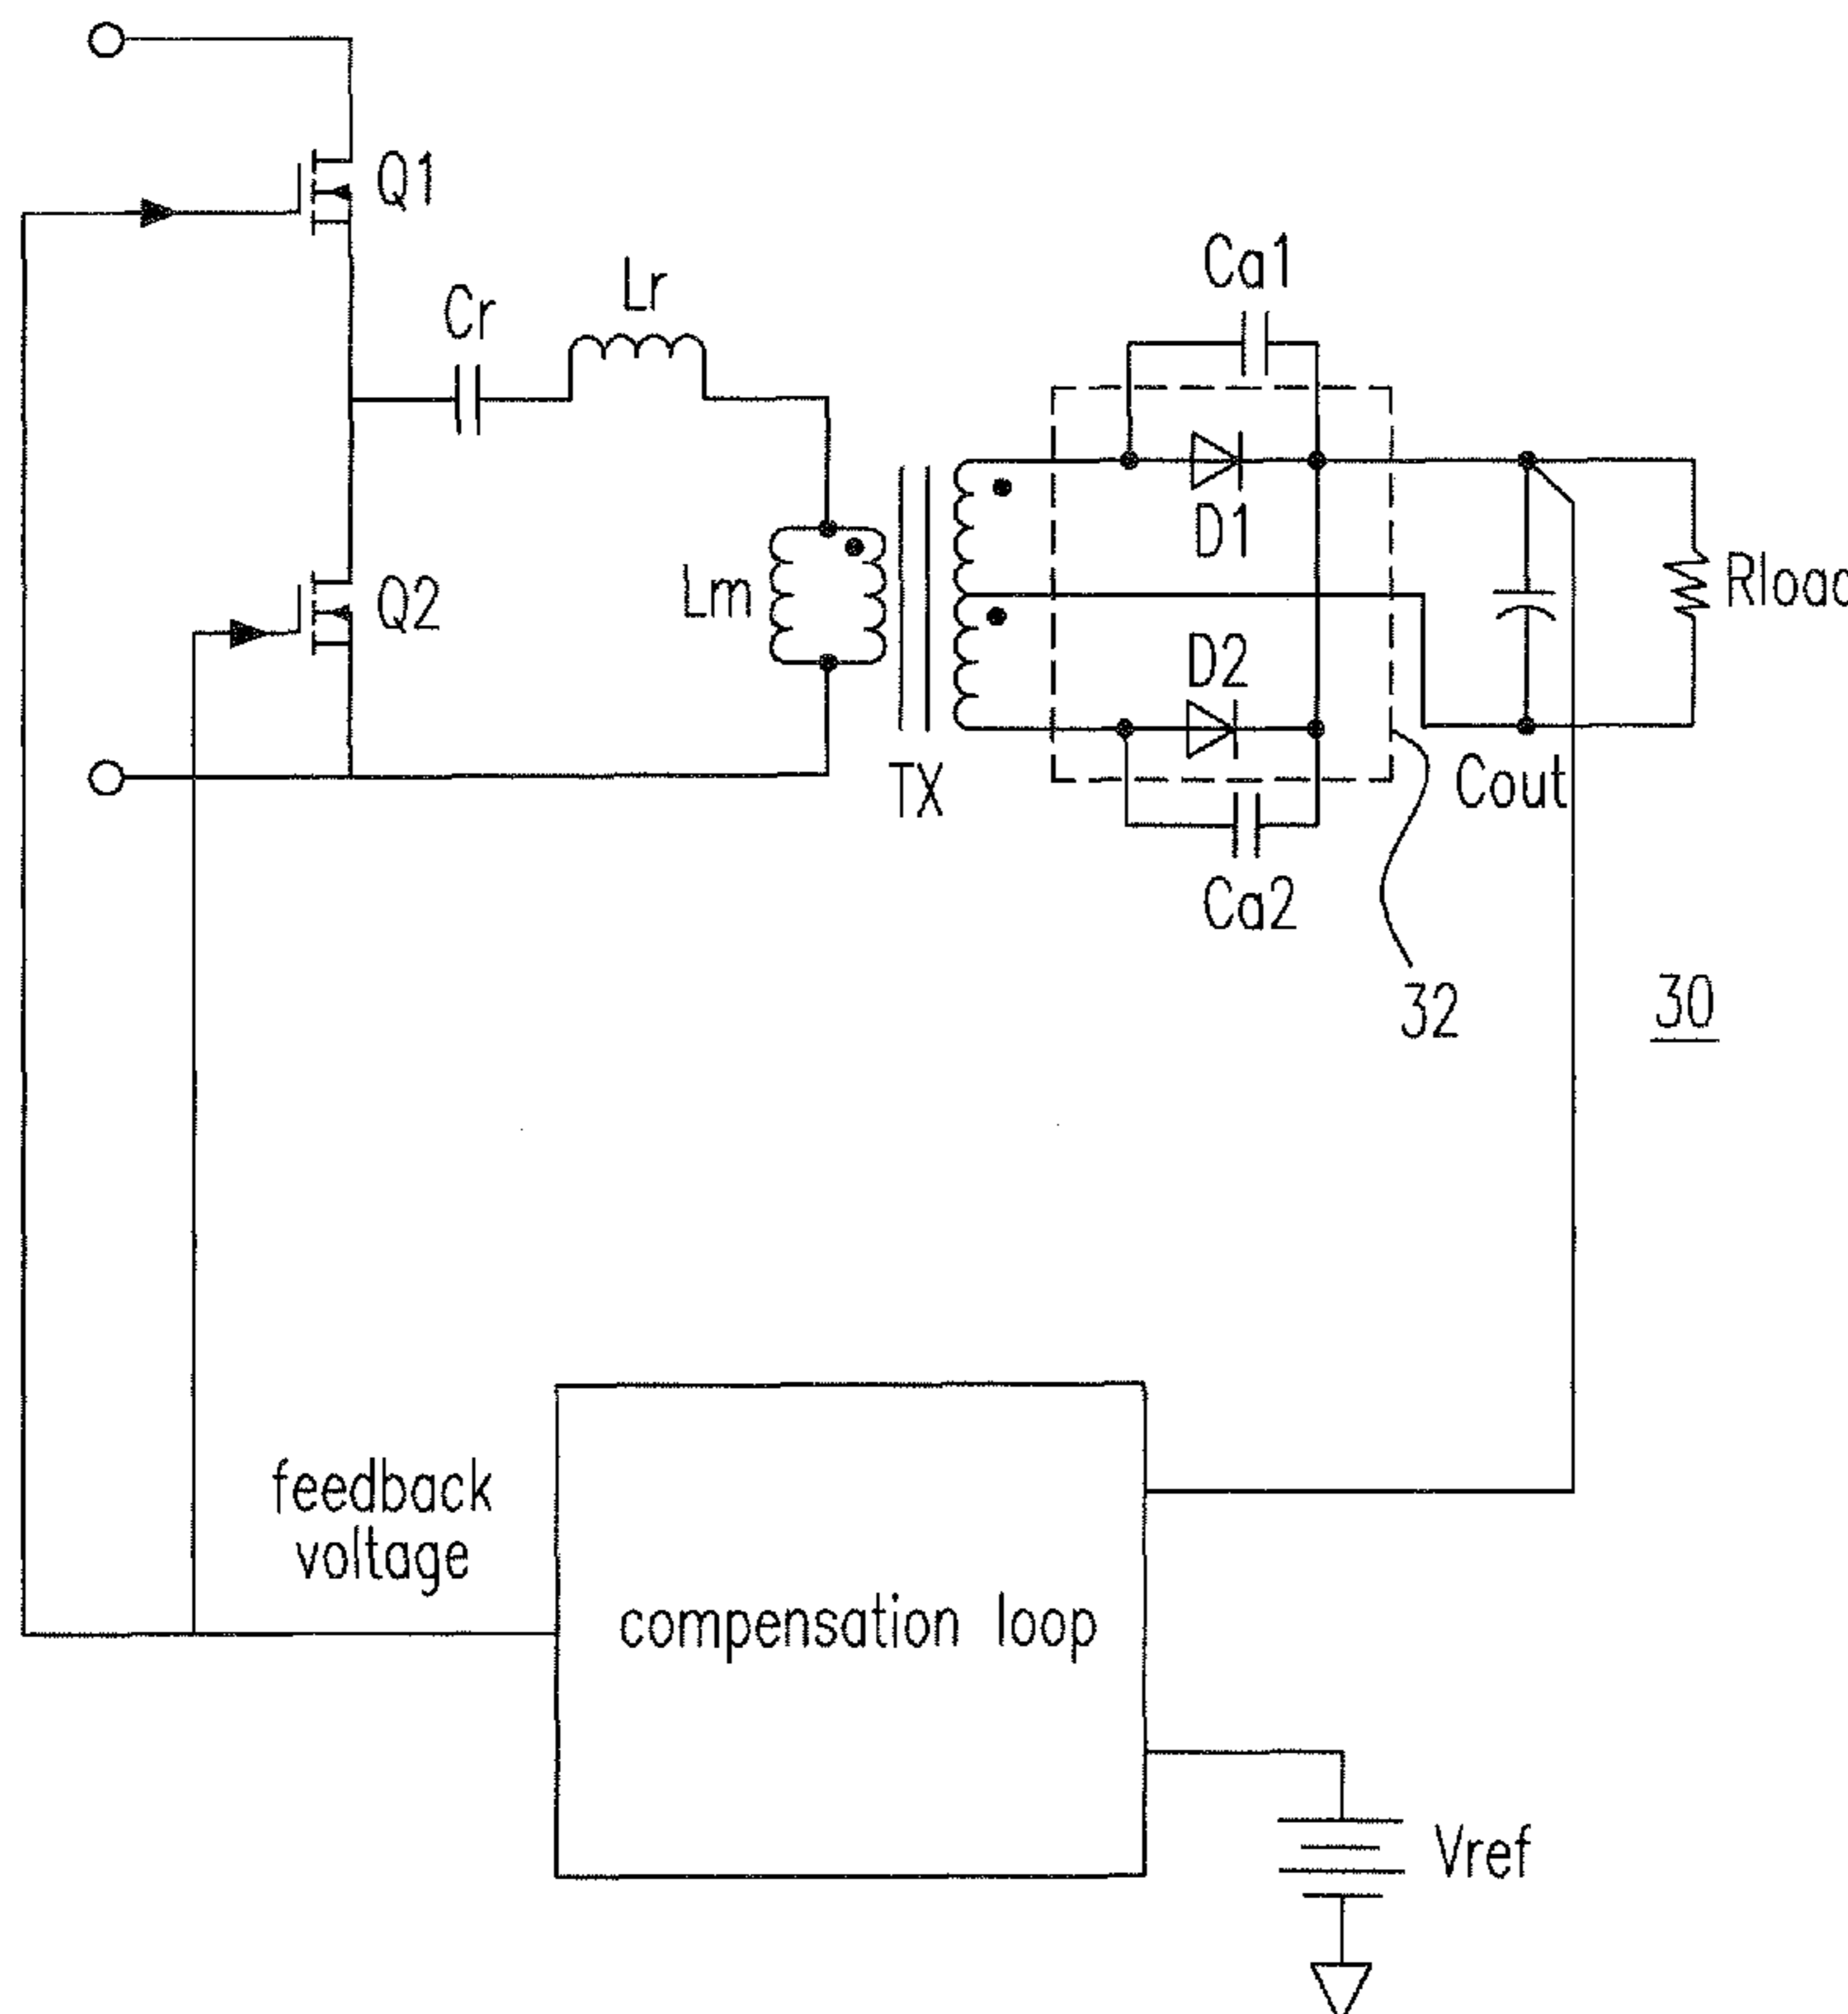 Q1
Cr
Lr
Ca1
D1
Q2
Lm
Rload
D2
TX
Cout
Ca2
32
30
feedback
voltage
compensation loop
Vref